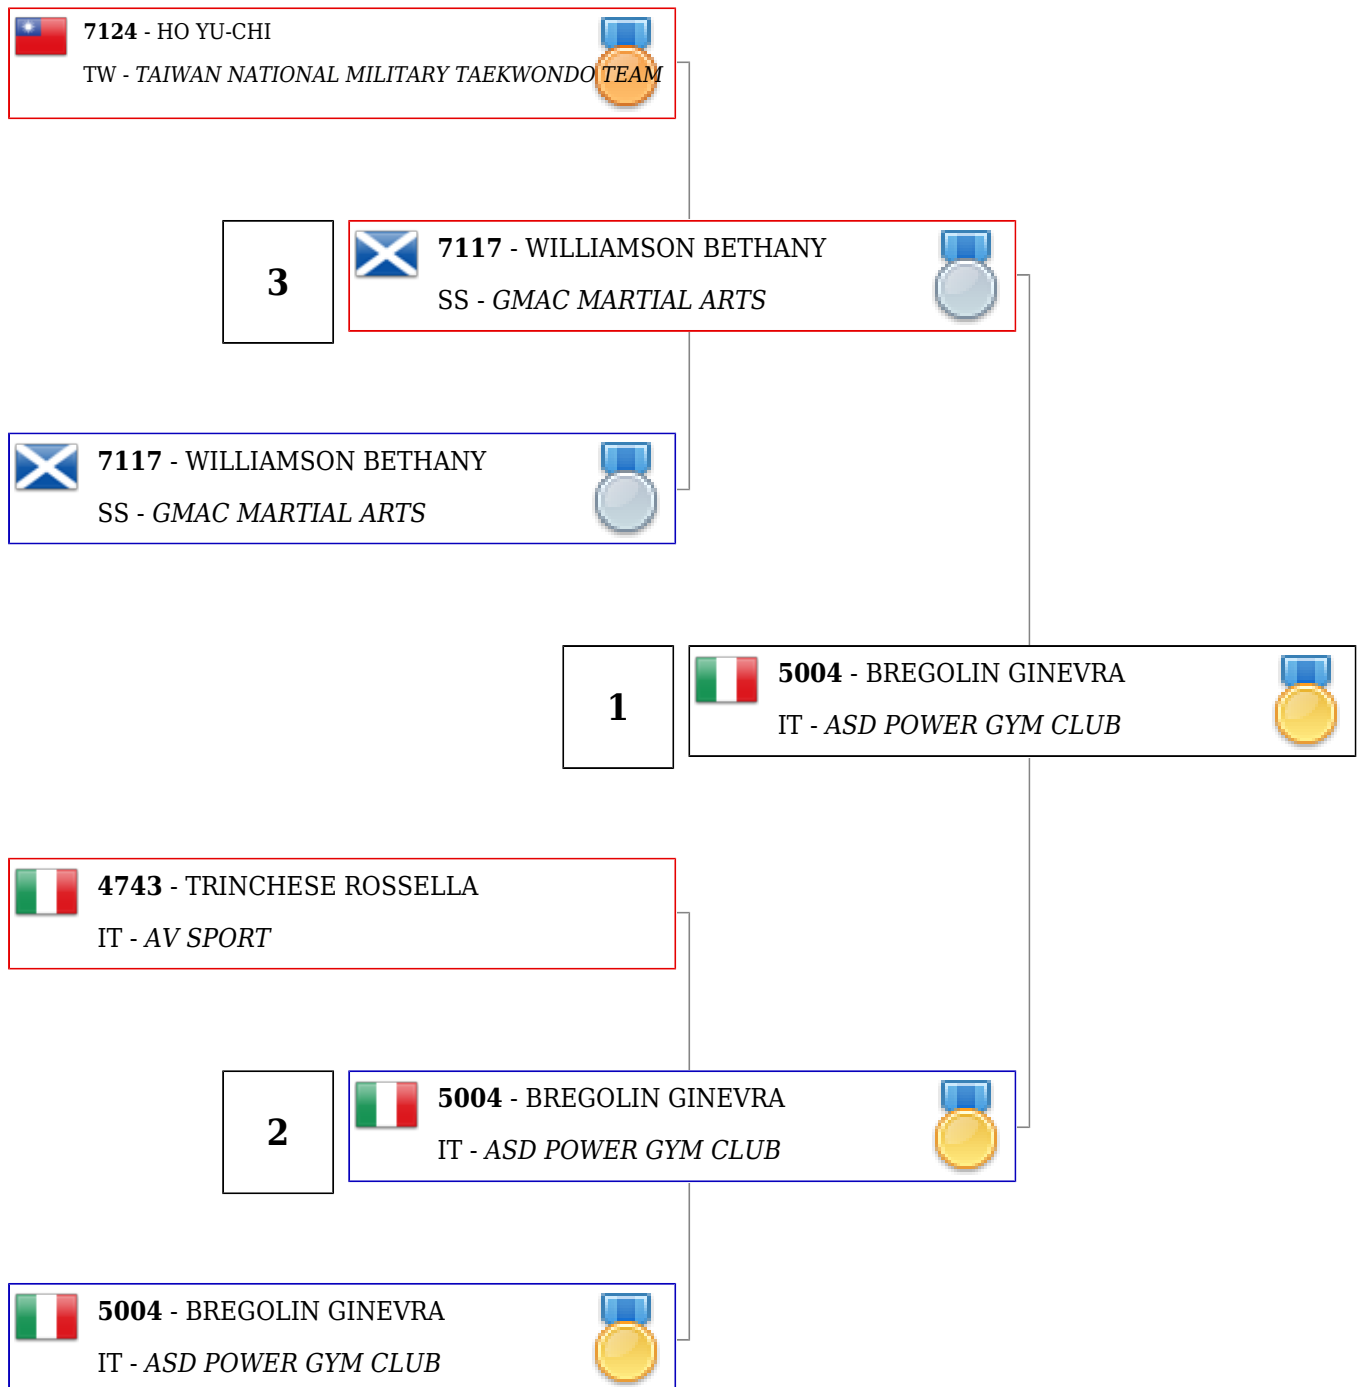 7124 - HO YU-CHI
TW - TAIWAN NATIONAL MILITARY TAEKWONDO TEAM
3
7117 - WILLIAMSON BETHANY
SS - GMAC MARTIAL ARTS
7117 - WILLIAMSON BETHANY
SS - GMAC MARTIAL ARTS
1
5004 - BREGOLIN GINEVRA
IT - ASD POWER GYM CLUB
4743 - TRINCHESE ROSSELLA
IT - AV SPORT
2
5004 - BREGOLIN GINEVRA
IT - ASD POWER GYM CLUB
5004 - BREGOLIN GINEVRA
IT - ASD POWER GYM CLUB